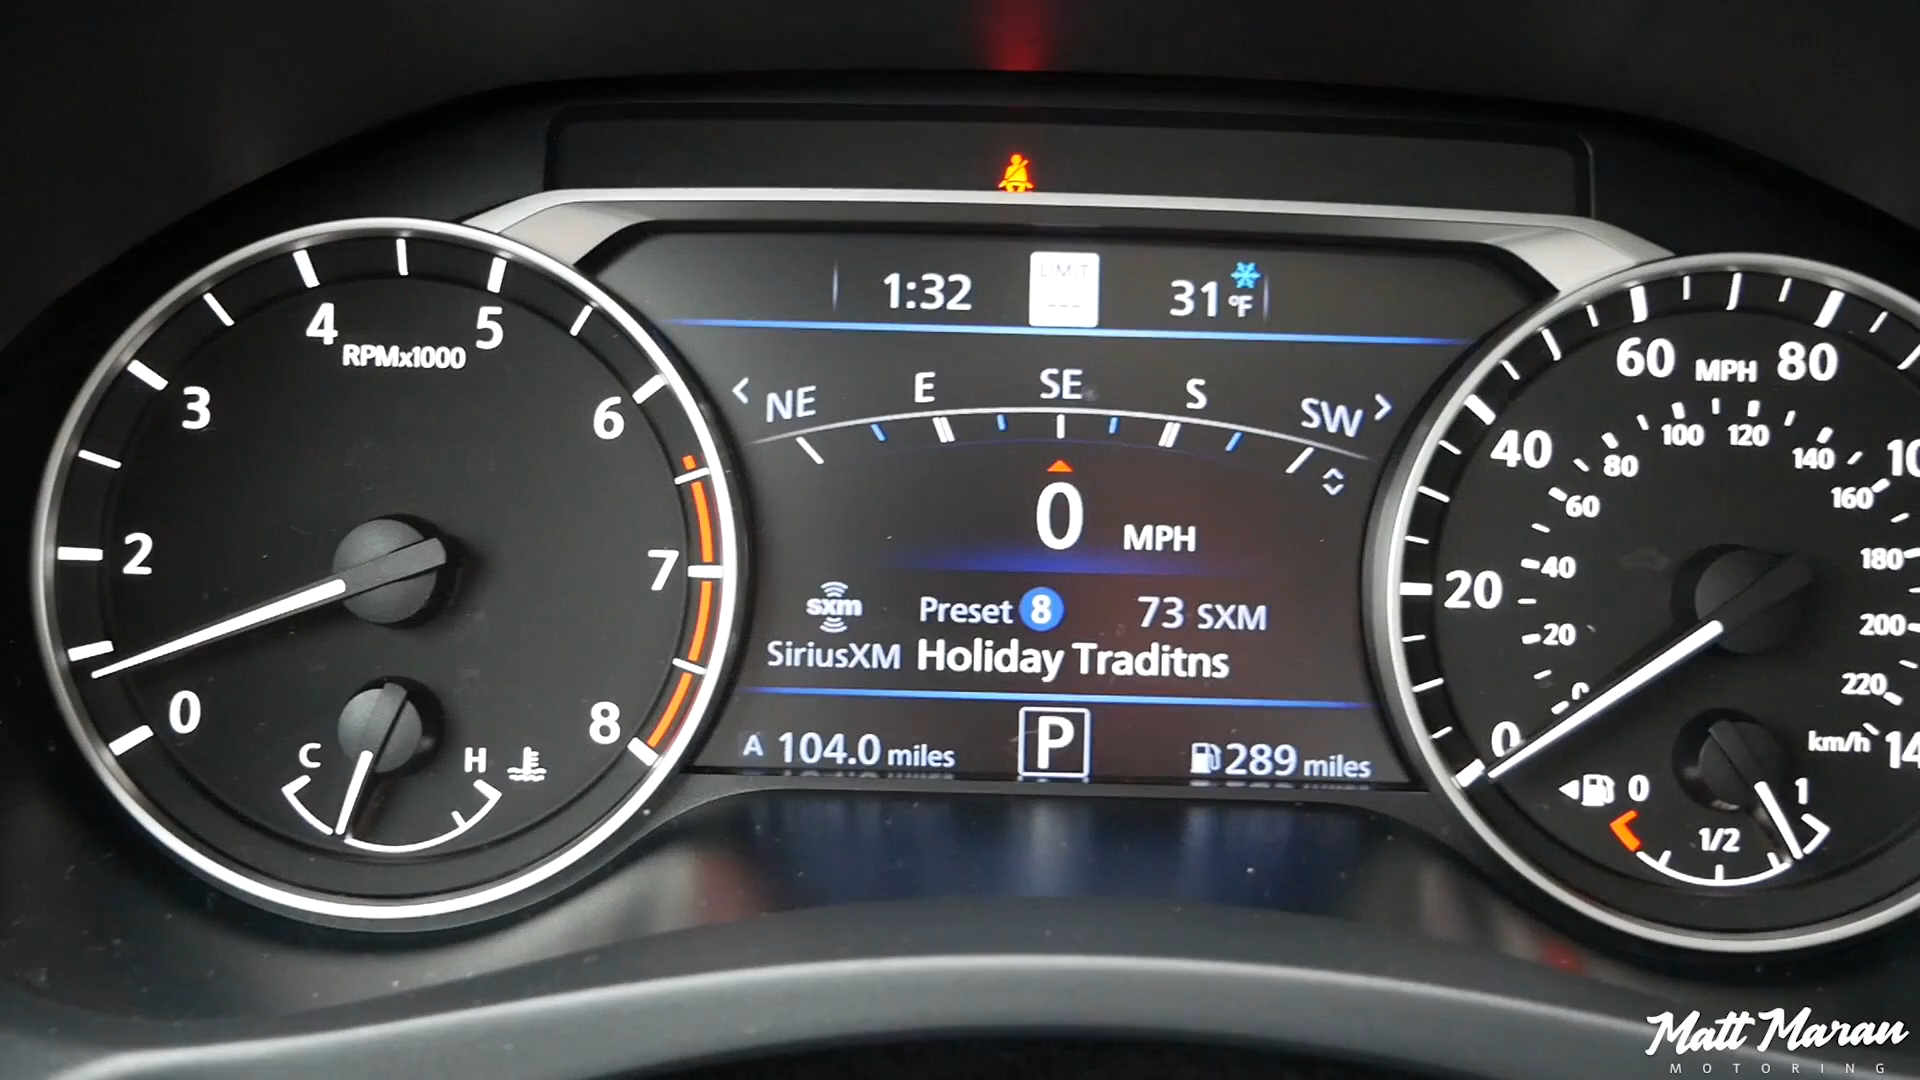 1:32 LIMIT --- 31 °F
4 5
RPMx1000
3 6
2 7
0 8
C H
< NE E SE S SW >
0 MPH
sxm Preset 8 73 SXM
SiriusXM Holiday Traditns
A 104.0 miles P 289 miles
60 MPH 80
40
20
0
100 120
80 140
60 160
40 180
20 200
0 220
km/h
0 1/2 1
Matt Maran
MOTORING